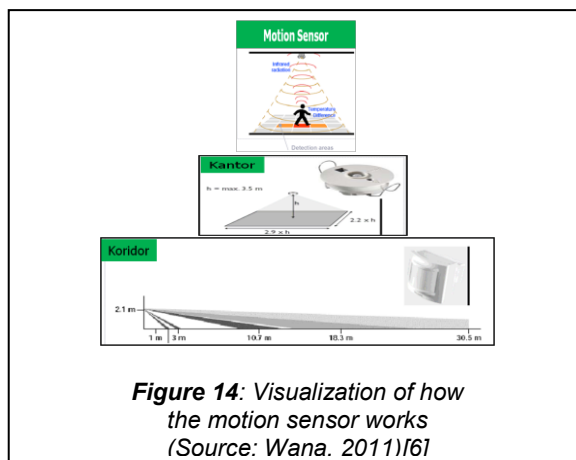 Motion Sensor
Infrared
radiation
Temperature
Difference
Detection areas
Kantor
h = max. 3.5 m
h
2.2 x h
2.9 x h
Koridor
2.1 m
1 m
3 m
10.7 m
18.3 m
30.5 m
Figure 14: Visualization of how
the motion sensor works
(Source: Wana, 2011)[6]